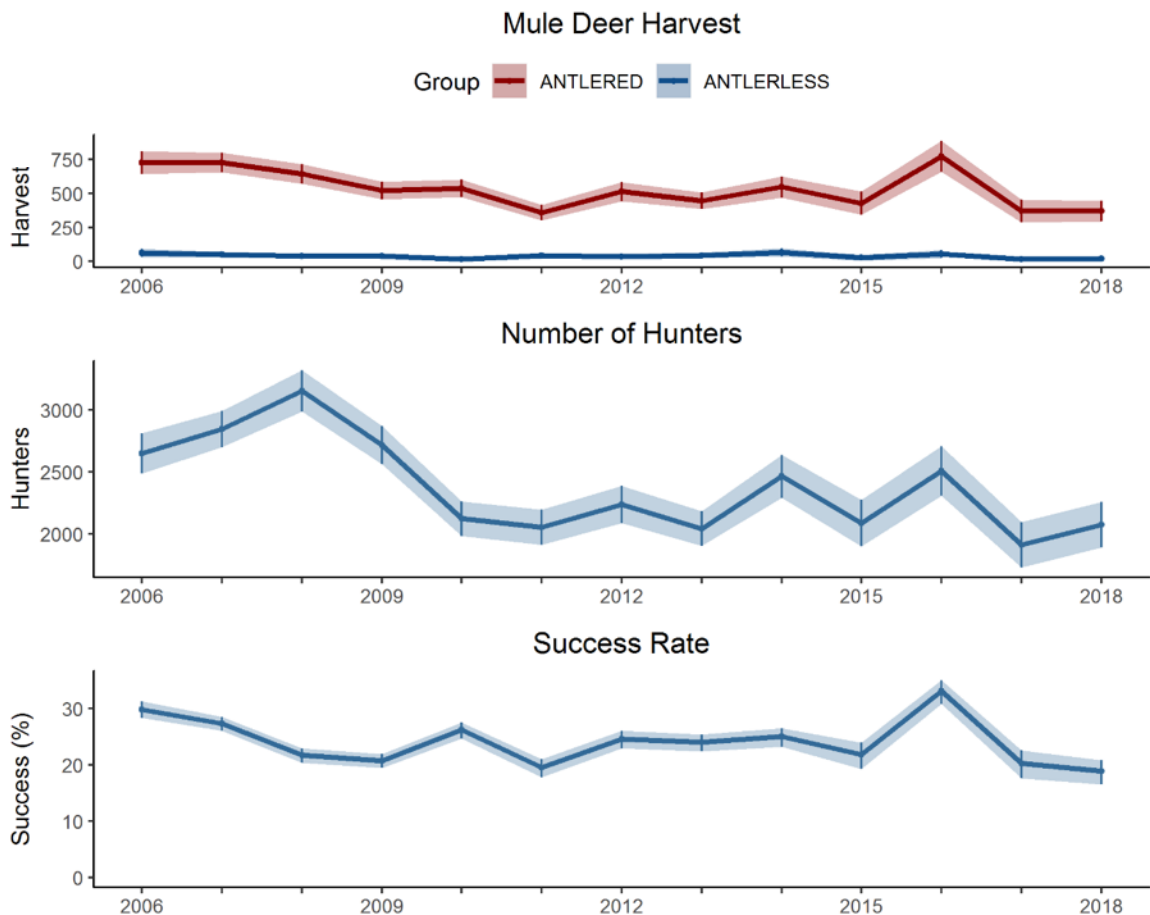 Mule Deer Harvest
Group ANTLERED ANTLERLESS
Harvest
750
500
250
0
2006 2009 2012 2015 2018
Number of Hunters
Hunters
3000
2500
2000
2006 2009 2012 2015 2018
Success Rate
Success (%)
30
20
10
0
2006 2009 2012 2015 2018